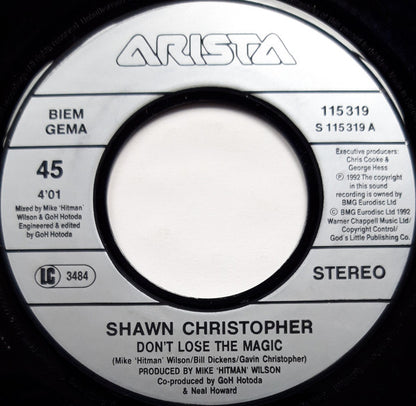 ARISTA
BIEM
GEMA
115 319
S 115 319 A
45
4'01
Mixed by Mike 'Hitman'
Wilson & GoH Hotoda
Engineered & edited
by GoH Hotoda
Executive producers:
Chris Cooke &
George Hess
℗ 1992 The copyright
in this sound
recording is owned by
BMG Eurodisc Ltd
© BMG Eurodisc Ltd 1992
Warner Chappell Music Ltd/
Copyright Control/
God's Little Publishing Co.
LC 3484
STEREO
SHAWN CHRISTOPHER
DON'T LOSE THE MAGIC
(Mike 'Hitman' Wilson/Bill Dickens/Gavin Christopher)
PRODUCED BY MIKE 'HITMAN' WILSON
Co-produced by GoH Hotoda
& Neal Howard